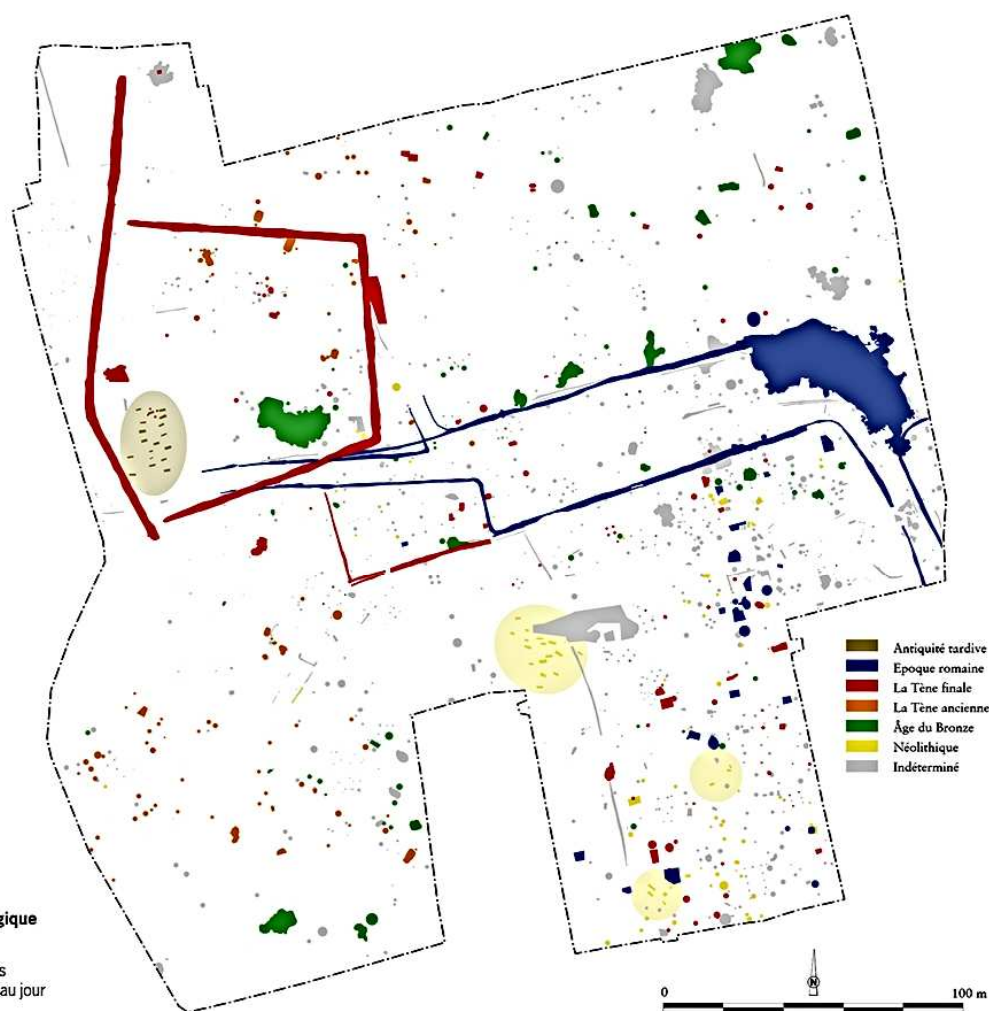 Antiquité tardive
Epoque romaine
La Tène finale
La Tène ancienne
Âge du Bronze
Néolithique
Indéterminé
gique
s
au jour
N
0 100 m